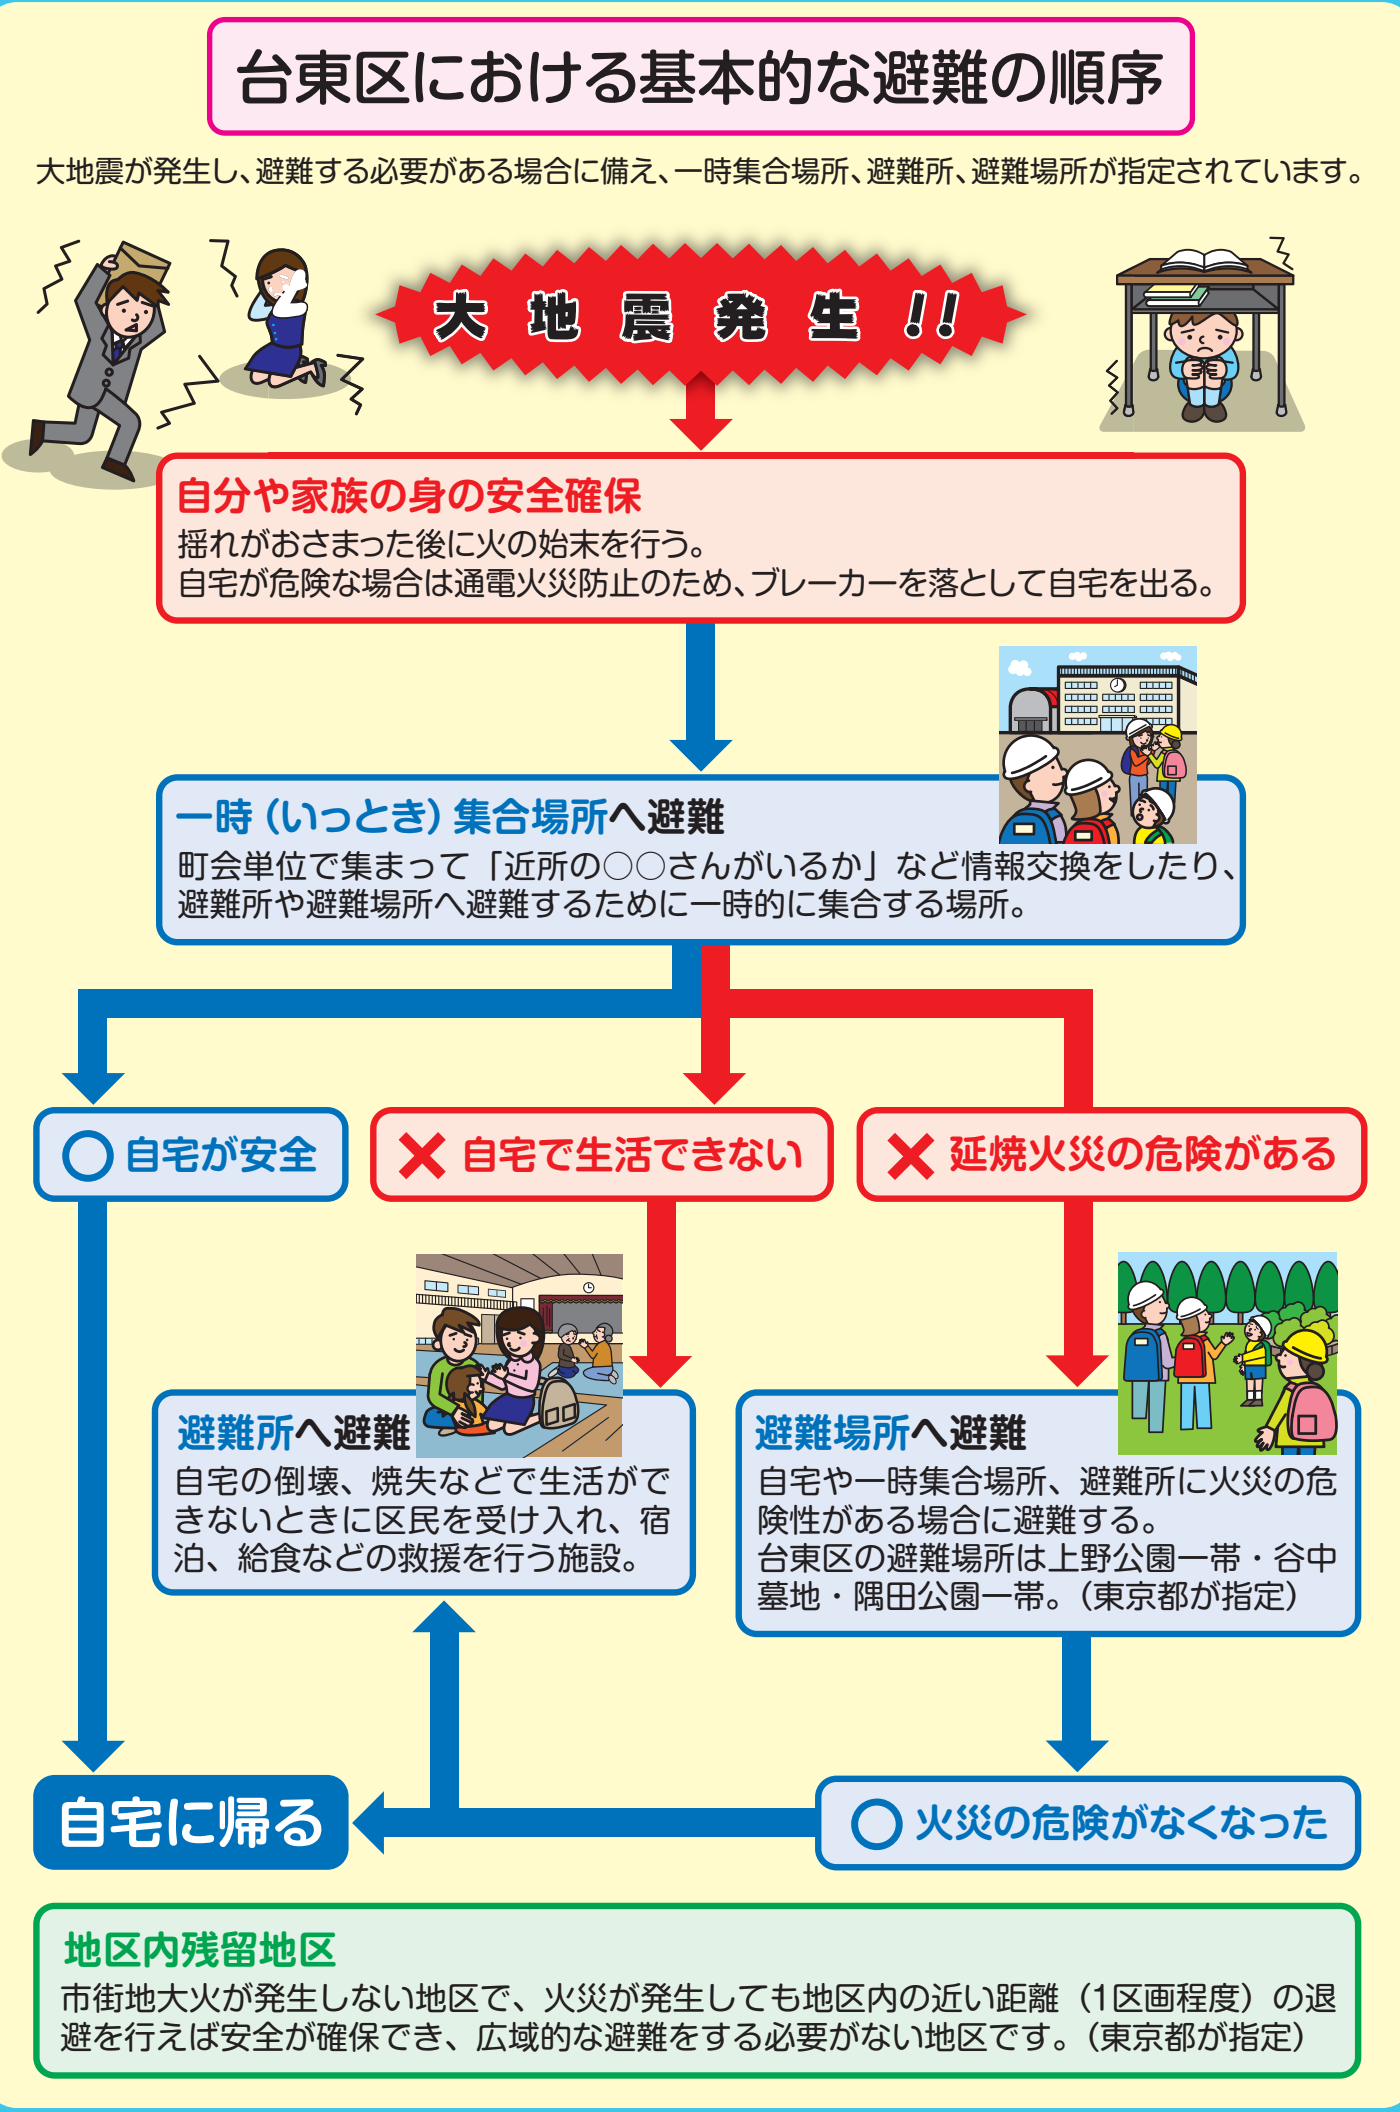 台東区における基本的な避難の順序
大地震が発生し、避難する必要がある場合に備え、一時集合場所、避難所、避難場所が指定されています。
大地震発生!!
自分や家族の身の安全確保
揺れがおさまった後に火の始末を行う。
自宅が危険な場合は通電火災防止のため、ブレーカーを落として自宅を出る。
一時（いっとき）集合場所へ避難
町会単位で集まって「近所の○○さんがいるか」など情報交換をしたり、
避難所や避難場所へ避難するために一時的に集合する場所。
○自宅が安全
×自宅で生活できない
×延焼火災の危険がある
避難所へ避難
自宅の倒壊、焼失などで生活がで
きないときに区民を受け入れ、宿
泊、給食などの救援を行う施設。
避難場所へ避難
自宅や一時集合場所、避難所に火災の危
険性がある場合に避難する。
台東区の避難場所は上野公園一帯・谷中
墓地・隅田公園一帯。（東京都が指定）
自宅に帰る
○火災の危険がなくなった
地区内残留地区
市街地大火が発生しない地区で、火災が発生しても地区内の近い距離（1区画程度）の退
避を行えば安全が確保でき、広域的な避難をする必要がない地区です。（東京都が指定）